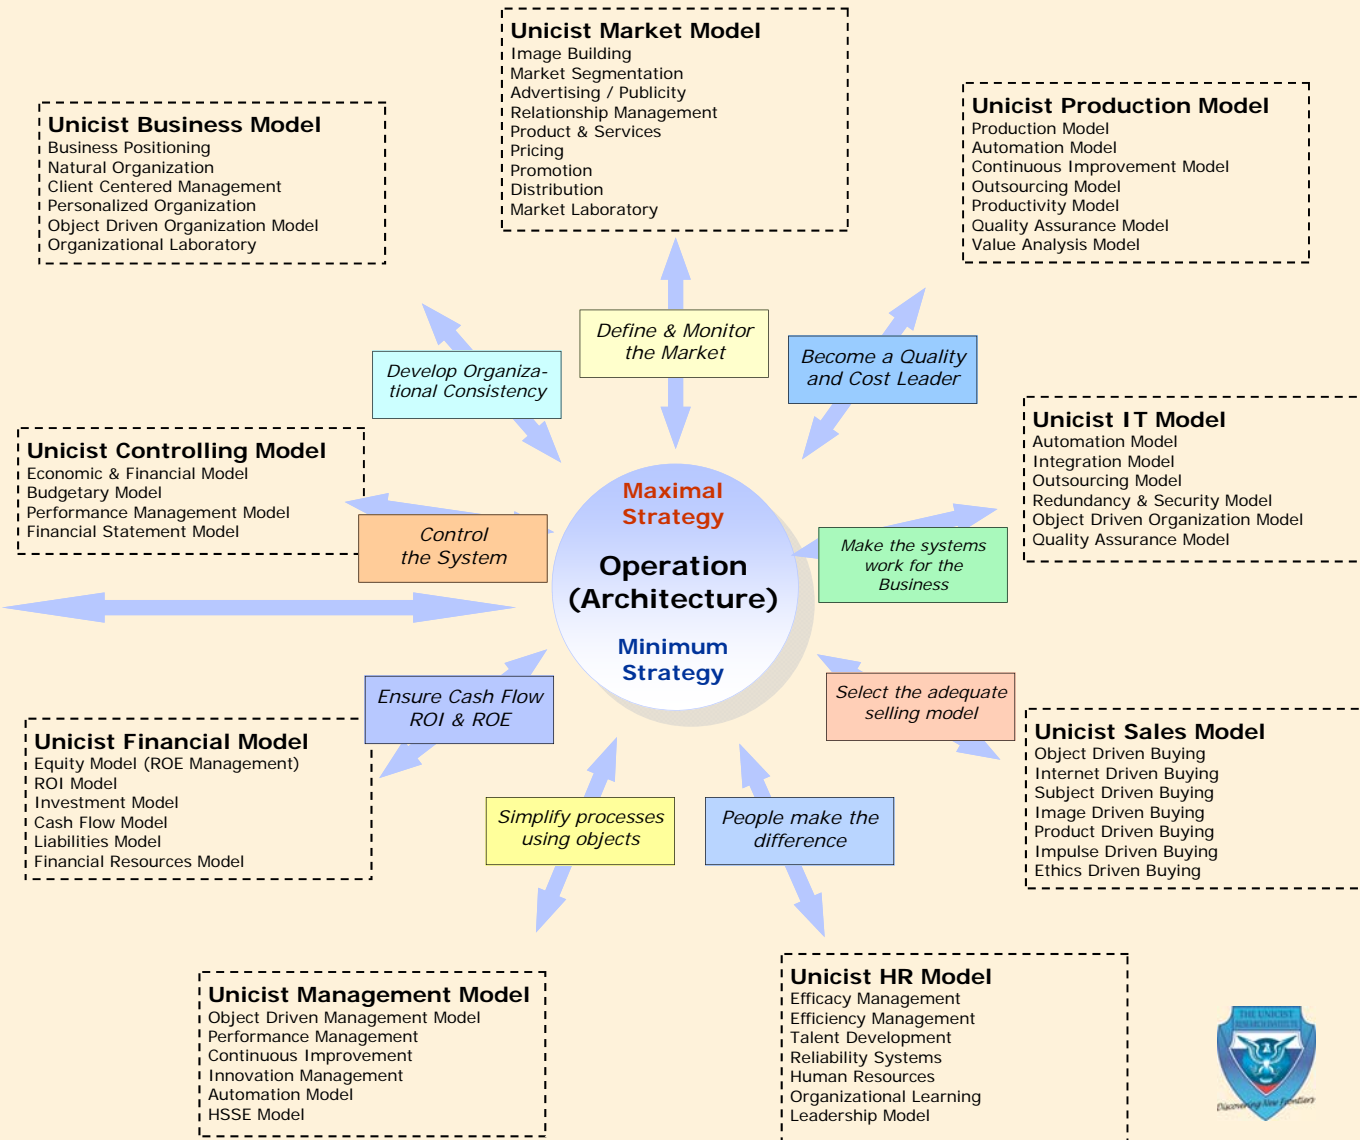 Unicist Market Model
Image Building
Market Segmentation
Advertising / Publicity
Relationship Management
Product & Services
Pricing
Promotion
Distribution
Market Laboratory
Unicist Business Model
Business Positioning
Natural Organization
Client Centered Management
Personalized Organization
Object Driven Organization Model
Organizational Laboratory
Unicist Production Model
Production Model
Automation Model
Continuous Improvement Model
Outsourcing Model
Productivity Model
Quality Assurance Model
Value Analysis Model
Develop Organiza-
tional Consistency
Define & Monitor
the Market
Become a Quality
and Cost Leader
Unicist Controlling Model
Economic & Financial Model
Budgetary Model
Performance Management Model
Financial Statement Model
Control
the System
Maximal
Strategy
Operation
(Architecture)
Minimum
Strategy
Make the systems
work for the
Business
Unicist IT Model
Automation Model
Integration Model
Outsourcing Model
Redundancy & Security Model
Object Driven Organization Model
Quality Assurance Model
Ensure Cash Flow
ROI & ROE
Select the adequate
selling model
Unicist Financial Model
Equity Model (ROE Management)
ROI Model
Investment Model
Cash Flow Model
Liabilities Model
Financial Resources Model
Unicist Sales Model
Object Driven Buying
Internet Driven Buying
Subject Driven Buying
Image Driven Buying
Product Driven Buying
Impulse Driven Buying
Ethics Driven Buying
Simplify processes
using objects
People make the
difference
Unicist Management Model
Object Driven Management Model
Performance Management
Continuous Improvement
Innovation Management
Automation Model
HSSE Model
Unicist HR Model
Efficacy Management
Efficiency Management
Talent Development
Reliability Systems
Human Resources
Organizational Learning
Leadership Model
THE UNICIST
RESEARCH INSTITUTE
Discovering New Frontiers